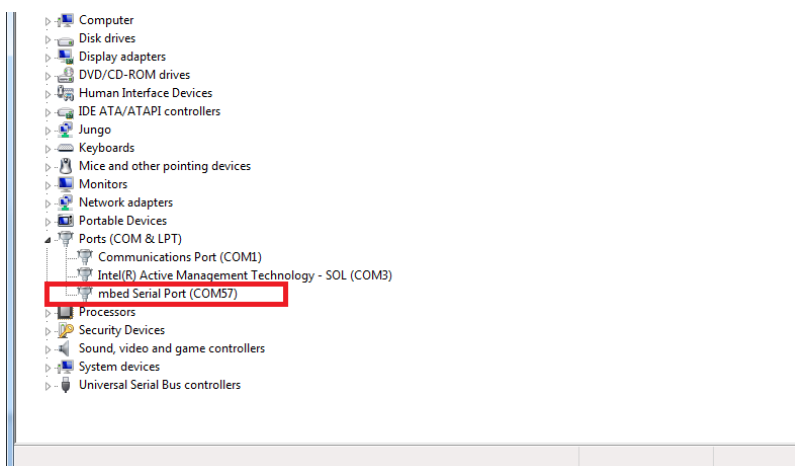 Computer
Disk drives
Display adapters
DVD/CD-ROM drives
Human Interface Devices
IDE ATA/ATAPI controllers
Jungo
Keyboards
Mice and other pointing devices
Monitors
Network adapters
Portable Devices
Ports (COM & LPT)
Communications Port (COM1)
Intel(R) Active Management Technology - SOL (COM3)
mbed Serial Port (COM57)
Processors
Security Devices
Sound, video and game controllers
System devices
Universal Serial Bus controllers